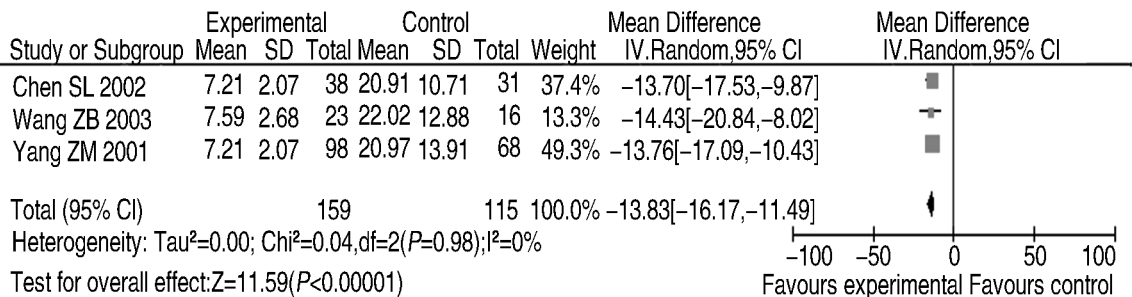 Experimental Control Mean Difference Mean Difference
Study or Subgroup Mean SD Total Mean SD Total Weight IV.Random,95% CI IV.Random,95% CI
Chen SL 2002 7.21 2.07 38 20.91 10.71 31 37.4% −13.70[−17.53,−9.87]
Wang ZB 2003 7.59 2.68 23 22.02 12.88 16 13.3% −14.43[−20.84,−8.02]
Yang ZM 2001 7.21 2.07 98 20.97 13.91 68 49.3% −13.76[−17.09,−10.43]
Total (95% CI) 159 115 100.0% −13.83[−16.17,−11.49]
Heterogeneity: Tau²=0.00; Chi²=0.04,df=2(P=0.98);I²=0%
−100 −50 0 50 100
Test for overall effect:Z=11.59(P<0.00001) Favours experimental Favours control